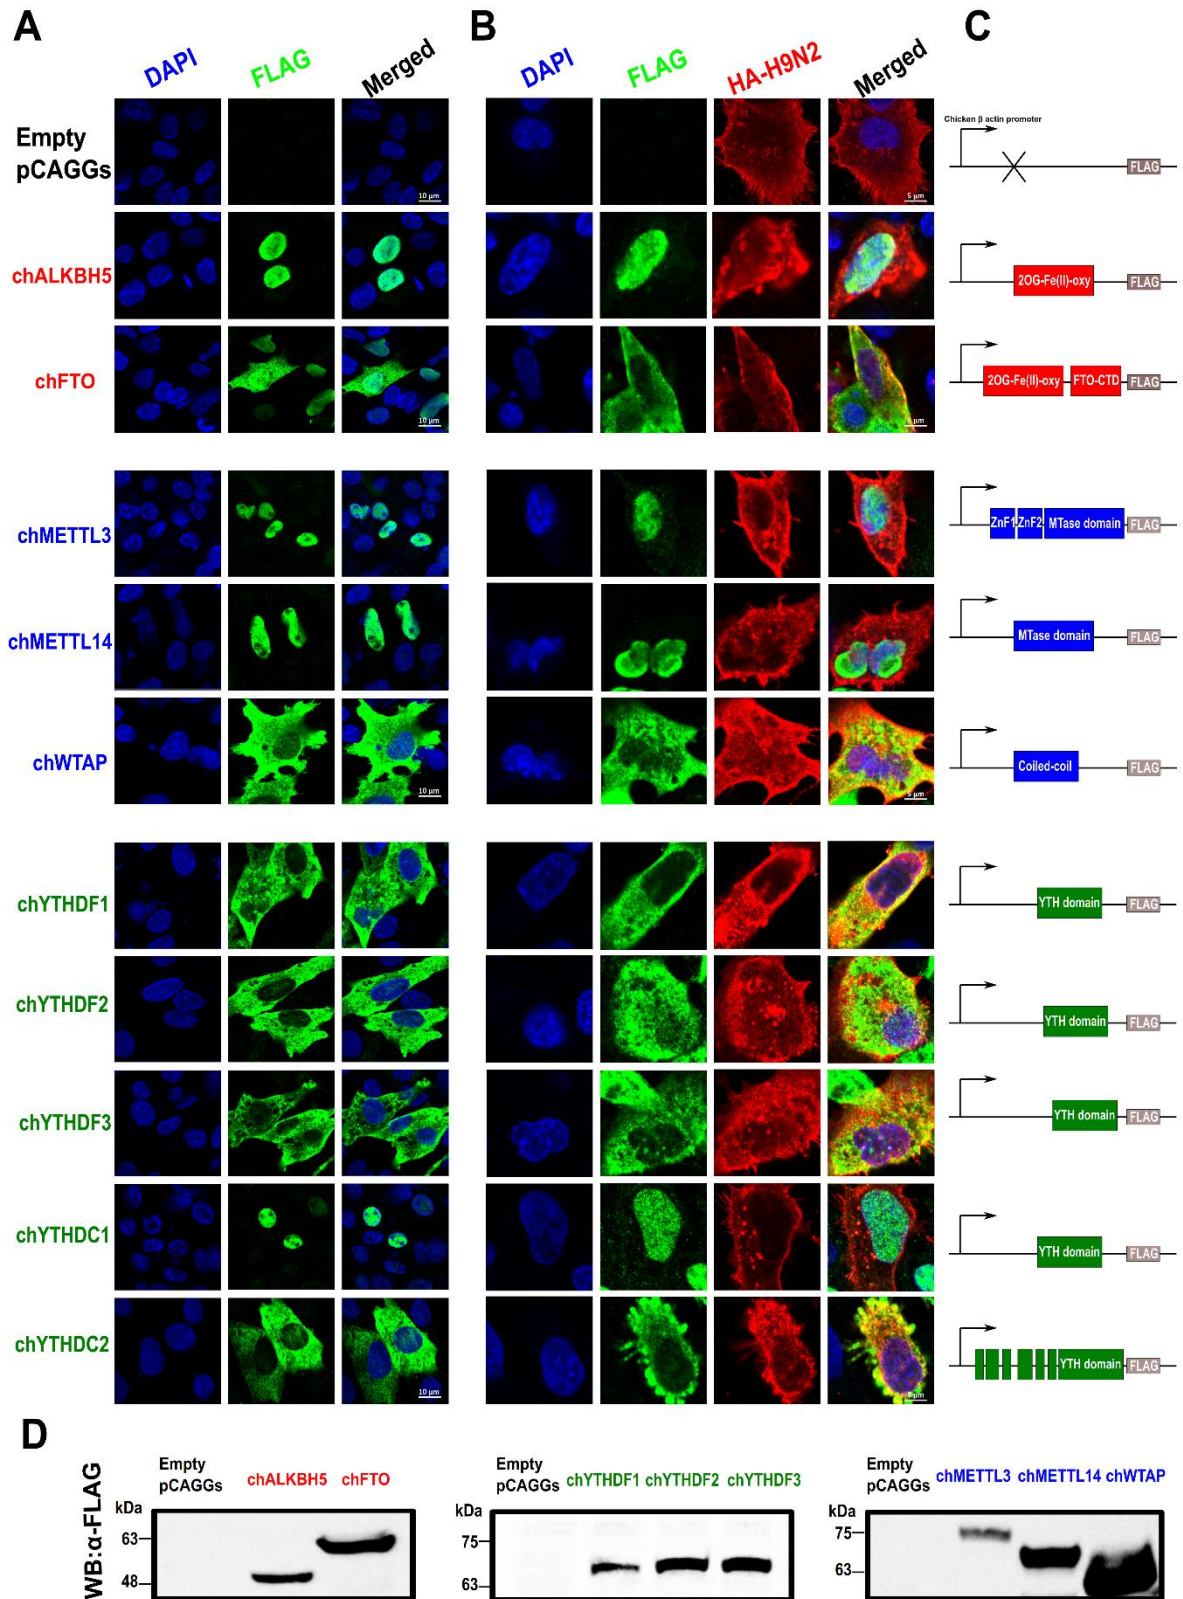 A
B
C
DAPI
FLAG
Merged
DAPI
FLAG
HA-H9N2
Merged
Empty
pCAGGs
10 µm
5 µm
Chicken β actin promoter
FLAG
chALKBH5
2OG-Fe(II)-oxy
FLAG
chFTO
10 µm
5 µm
2OG-Fe(II)-oxy
FTO-CTD
FLAG
chMETTL3
ZnF1
ZnF2
MTase domain
FLAG
chMETTL14
MTase domain
FLAG
chWTAP
10 µm
5 µm
Coiled-coil
FLAG
chYTHDF1
YTH domain
FLAG
chYTHDF2
YTH domain
FLAG
chYTHDF3
YTH domain
FLAG
chYTHDC1
YTH domain
FLAG
chYTHDC2
10 µm
5 µm
YTH domain
FLAG
D
WB:α-FLAG
Empty
pCAGGs
chALKBH5
chFTO
kDa
63
48
Empty
pCAGGs
chYTHDF1
chYTHDF2
chYTHDF3
kDa
75
63
Empty
pCAGGs
chMETTL3
chMETTL14
chWTAP
kDa
75
63